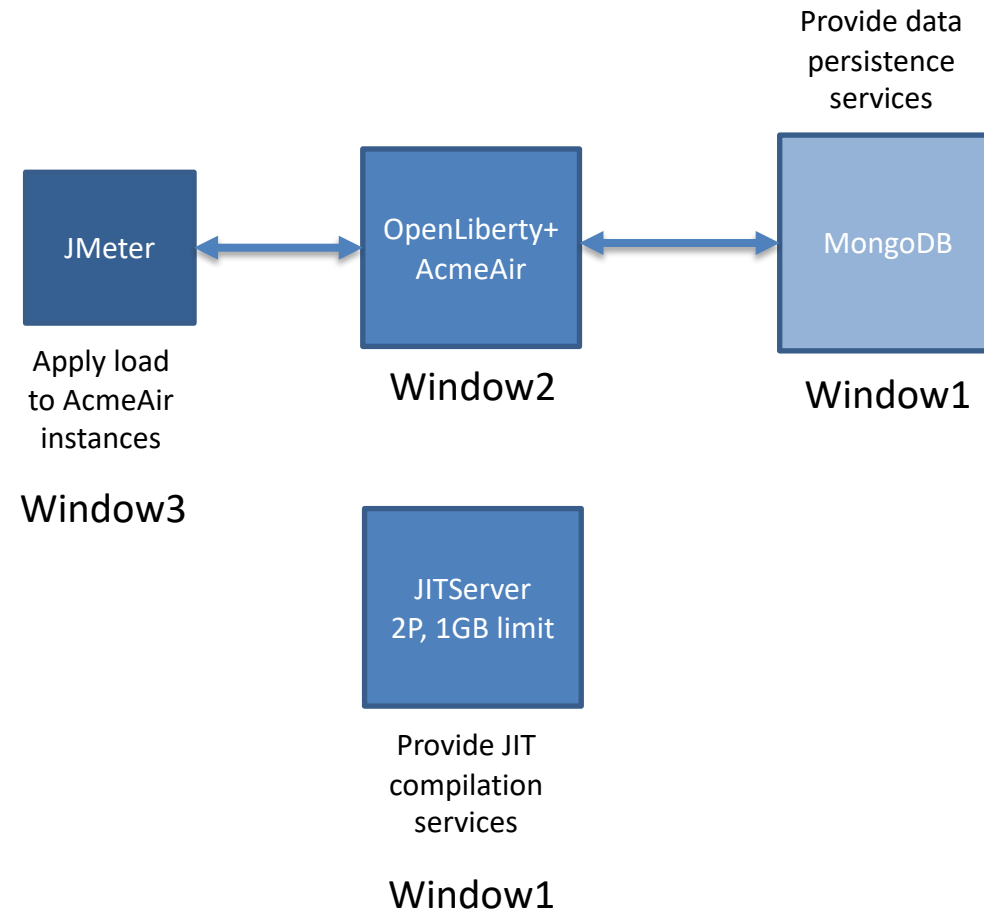 Provide data
persistence
services
JMeter
OpenLiberty+
AcmeAir
MongoDB
Apply load
to AcmeAir
instances
Window2
Window1
Window3
JITServer
2P, 1GB limit
Provide JIT
compilation
services
Window1